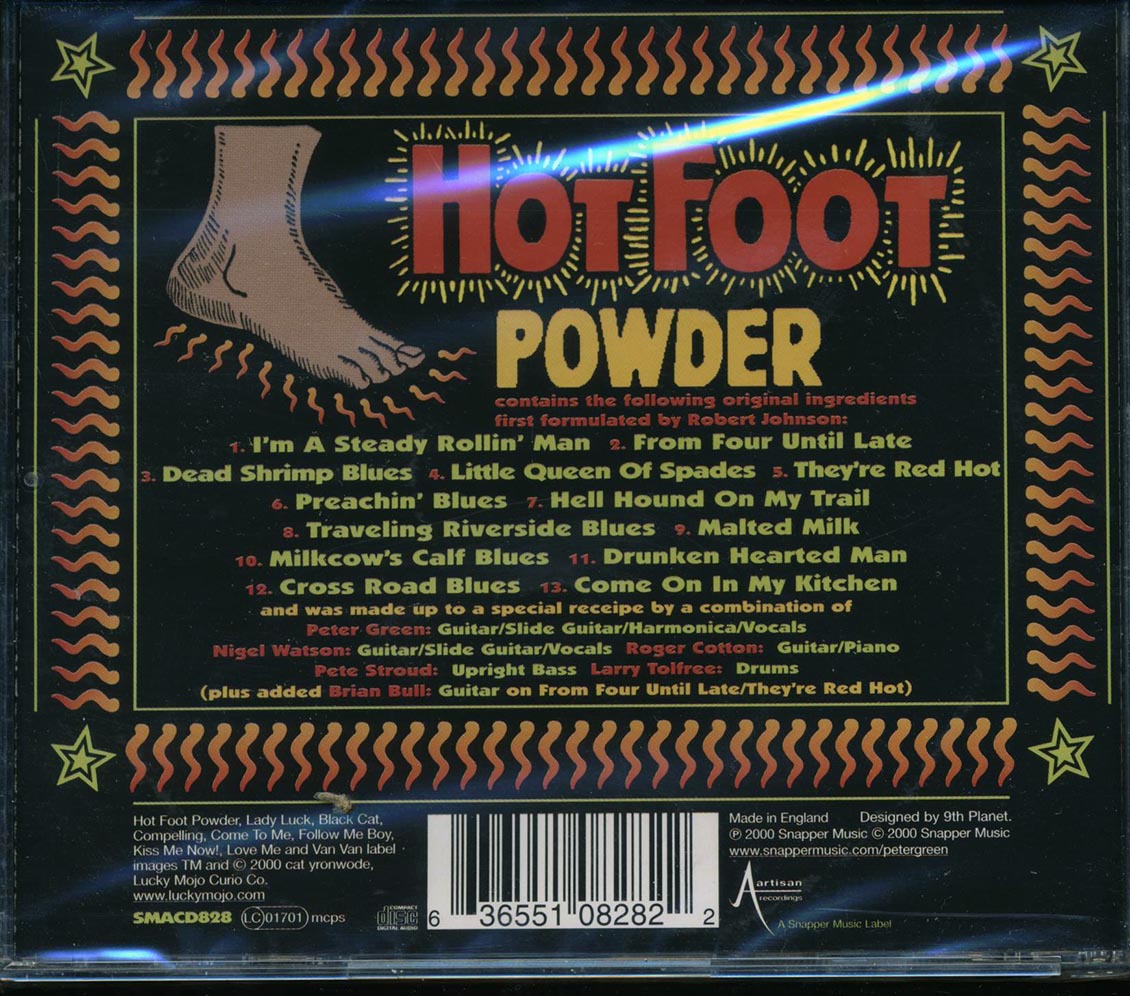 HOT FOOT
POWDER
contains the following original ingredients
first formulated by Robert Johnson:
1. I'm A Steady Rollin' Man 2. From Four Until Late
3. Dead Shrimp Blues 4. Little Queen Of Spades 5. They're Red Hot
6. Preachin' Blues 7. Hell Hound On My Trail
8. Traveling Riverside Blues 9. Malted Milk
10. Milkcow's Calf Blues 11. Drunken Hearted Man
12. Cross Road Blues 13. Come On In My Kitchen
and was made up to a special receipe by a combination of
Peter Green: Guitar/Slide Guitar/Harmonica/Vocals
Nigel Watson: Guitar/Slide Guitar/Vocals Roger Cotton: Guitar/Piano
Pete Stroud: Upright Bass Larry Tolfree: Drums
(plus added Brian Bull: Guitar on From Four Until Late/They're Red Hot)
Hot Foot Powder, Lady Luck, Black Cat,
Compelling, Come To Me, Follow Me Boy,
Kiss Me Now!, Love Me and Van Van label
images TM and © 2000 cat yronwode,
Lucky Mojo Curio Co.
www.luckymojo.com
SMACD828 LC 01701 mcps
COMPACT
disc
DIGITAL AUDIO
6 36551 08282 2
Made in England Designed by 9th Planet.
℗ 2000 Snapper Music © 2000 Snapper Music
www.snappermusic.com/petergreen
Artisan
recordings
A Snapper Music Label